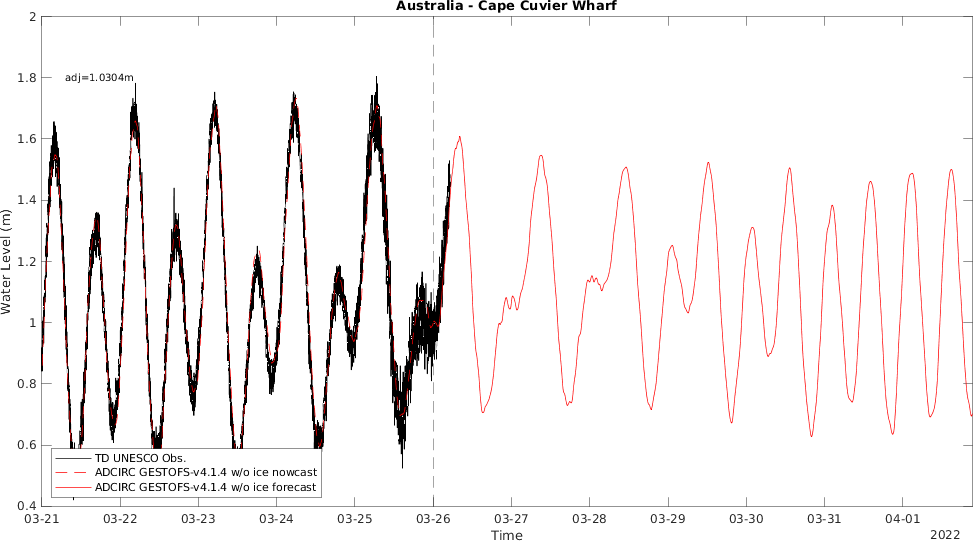 Australia - Cape Cuvier Wharf
2
1.8
1.6
1.4
1.2
1
0.8
0.6
0.4
Water Level (m)
adj=1.0304m
TD UNESCO Obs.
ADCIRC GESTOFS-v4.1.4 w/o ice nowcast
ADCIRC GESTOFS-v4.1.4 w/o ice forecast
03-21 03-22 03-23 03-24 03-25 03-26 03-27 03-28 03-29 03-30 03-31 04-01
Time
2022